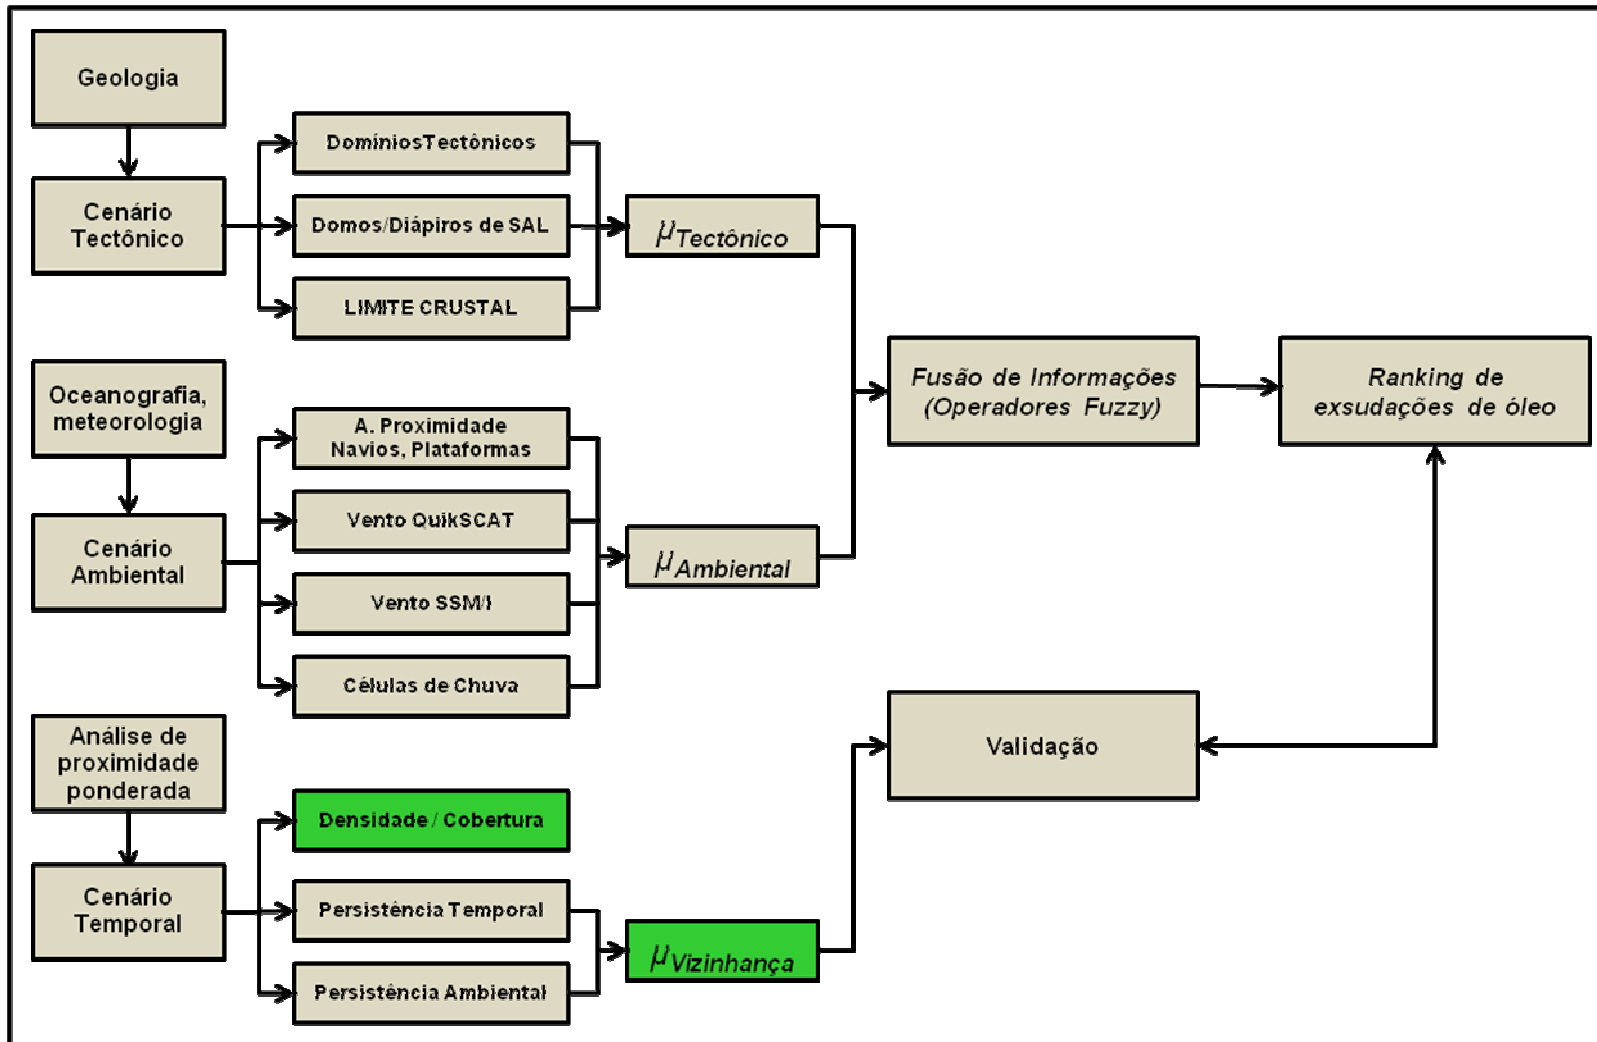 Geologia
Cenário
Tectônico
DomíniosTectônicos
Domos/Diápiros de SAL
LIMITE CRUSTAL
μTectônico
Oceanografia,
meteorologia
Cenário
Ambiental
A. Proximidade
Navios, Plataformas
Vento QuikSCAT
Vento SSM/I
Células de Chuva
μAmbiental
Fusão de Informações
(Operadores Fuzzy)
Ranking de
exsudações de óleo
Análise de
proximidade
ponderada
Cenário
Temporal
Densidade / Cobertura
Persistência Temporal
Persistência Ambiental
μVizinhança
Validação